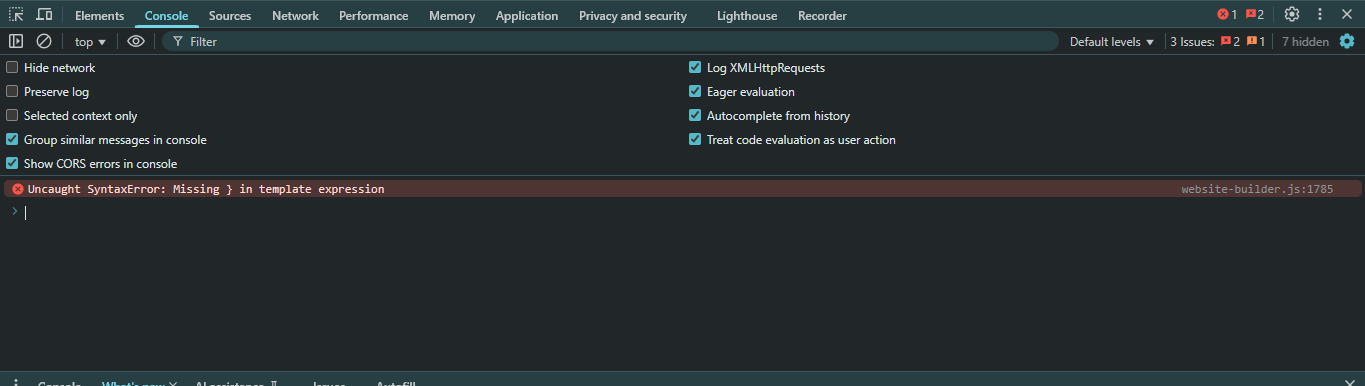 Elements Console Sources Network Performance Memory Application Privacy and security Lighthouse Recorder 1 2
top Filter Default levels 3 Issues: 2 1 7 hidden
Hide network Log XMLHttpRequests
Preserve log Eager evaluation
Selected context only Autocomplete from history
Group similar messages in console Treat code evaluation as user action
Show CORS errors in console
Uncaught SyntaxError: Missing } in template expression website-builder.js:1785
>
Console What's new AI assistance Issues Autofill